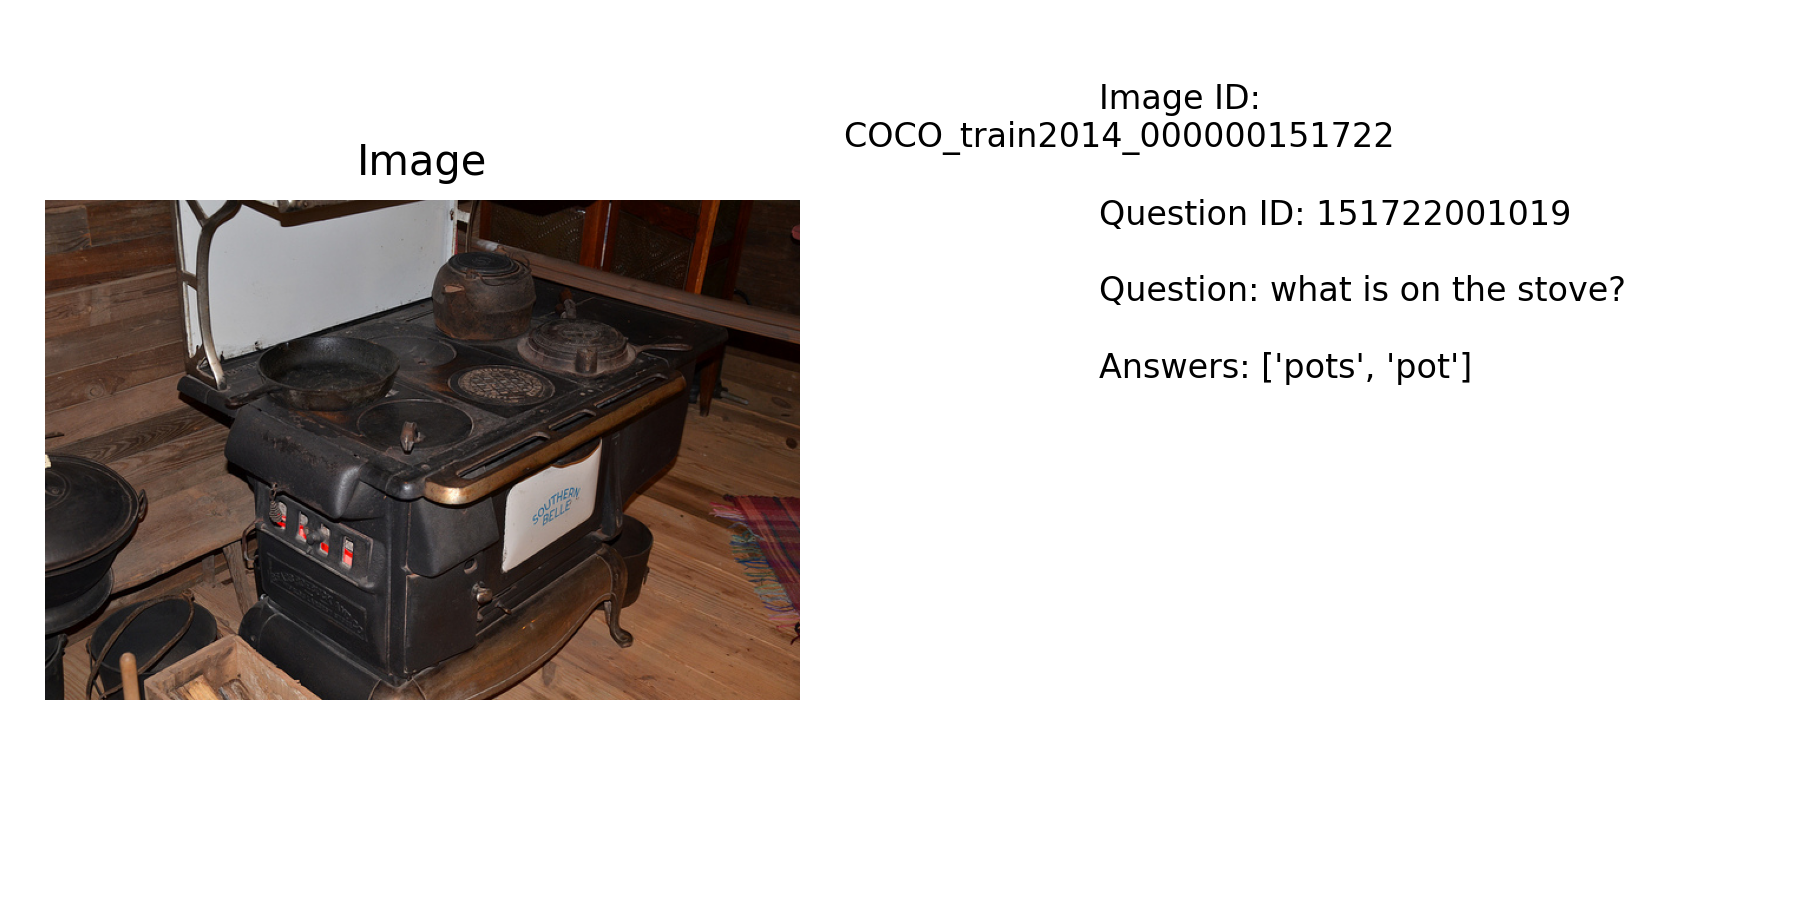 Image
Image ID:
COCO_train2014_000000151722
Question ID: 151722001019
Question: what is on the stove?
Answers: ['pots', 'pot']
SOUTHERN
BELLE